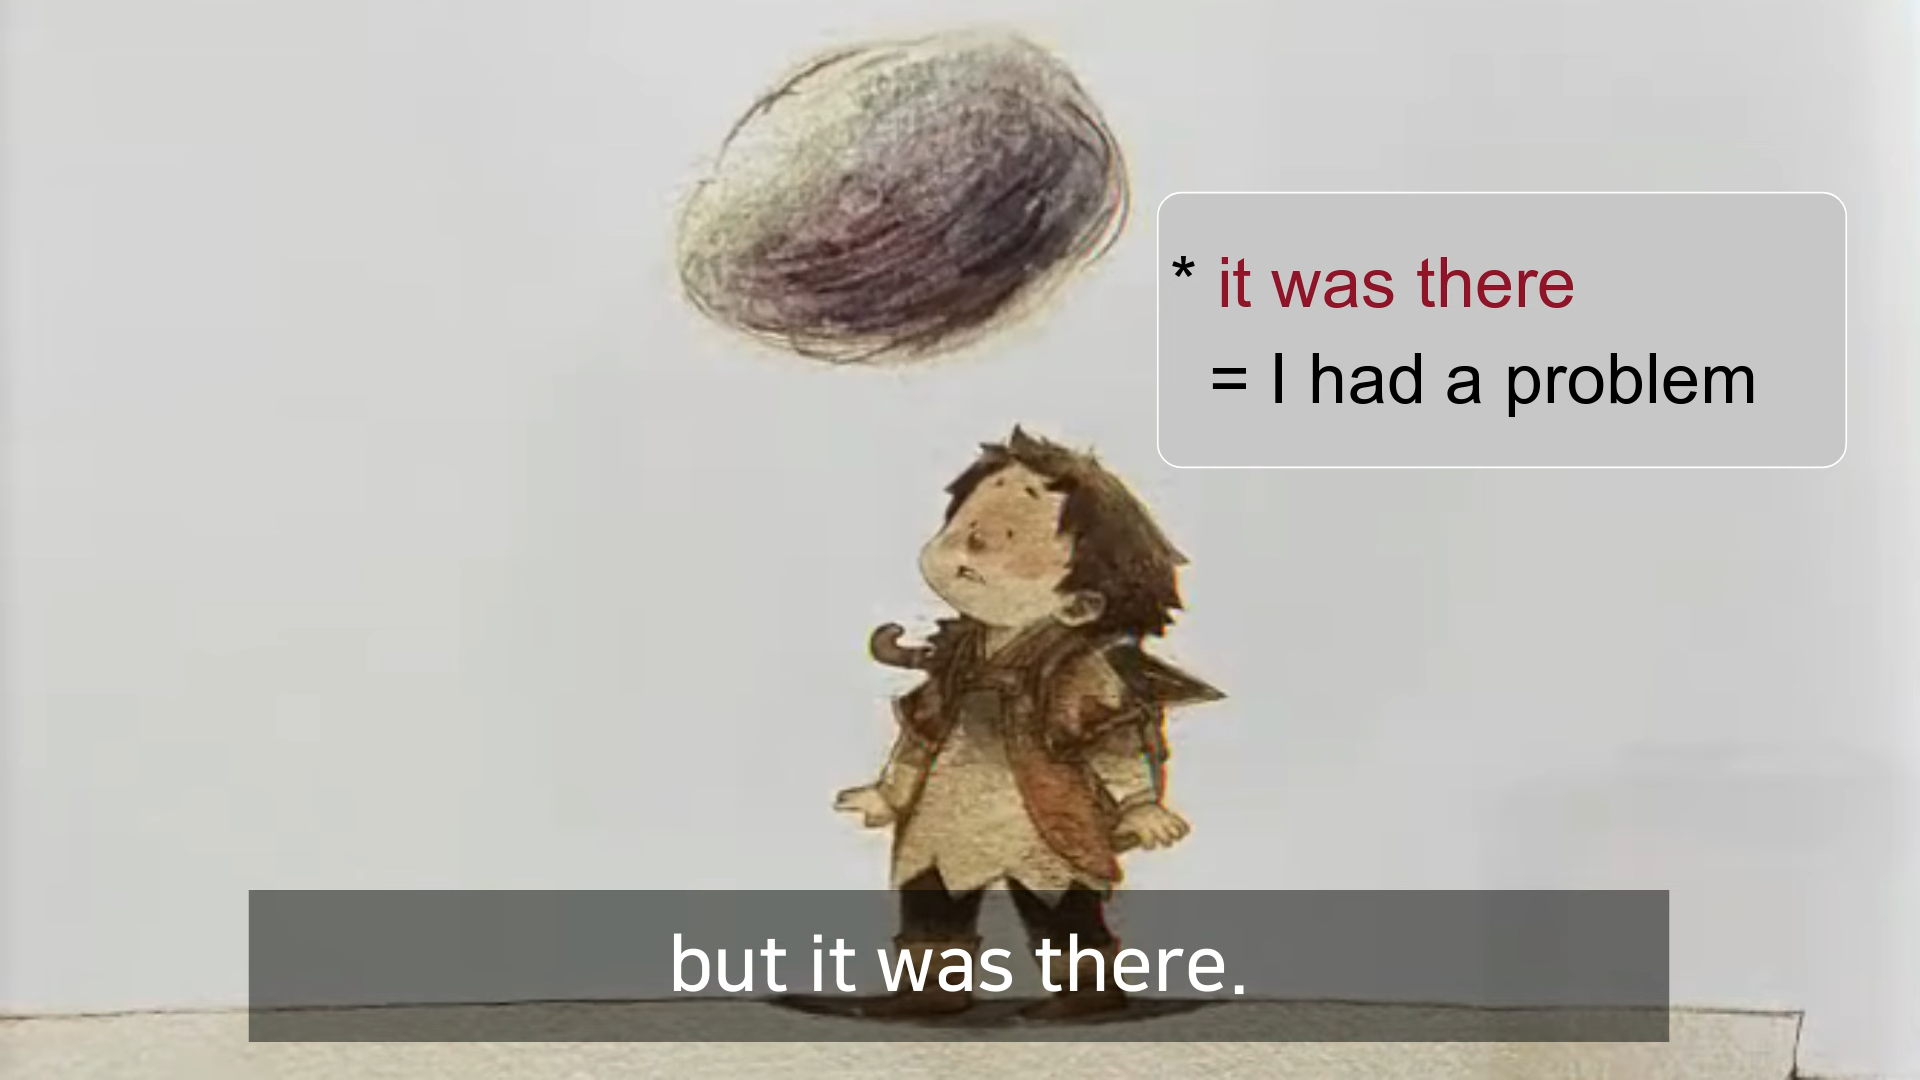 * it was there
= I had a problem
but it was there.